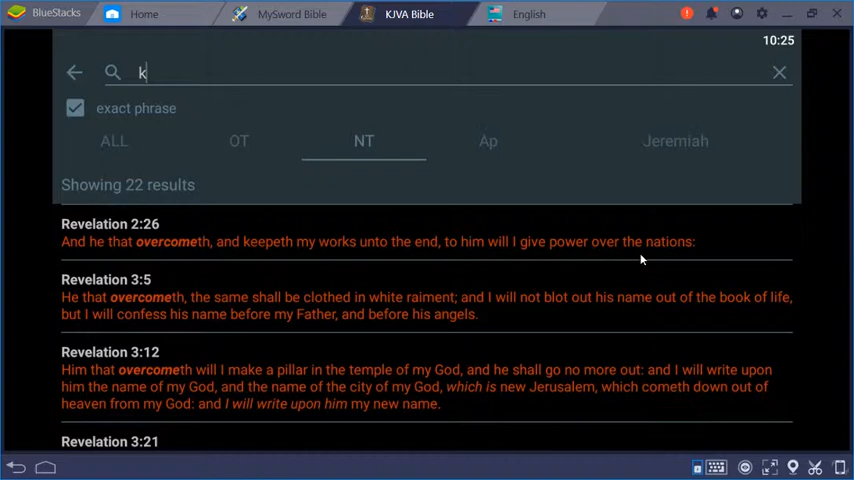 BlueStacks Home MySword Bible KJVA Bible English
10:25
k
exact phrase
ALL OT NT Ap Jeremiah
Showing 22 results
Revelation 2:26
And he that overcometh, and keepeth my works unto the end, to him will I give power over the nations:
Revelation 3:5
He that overcometh, the same shall be clothed in white raiment; and I will not blot out his name out of the book of life,
but I will confess his name before my Father, and before his angels.
Revelation 3:12
Him that overcometh will I make a pillar in the temple of my God, and he shall go no more out: and I will write upon
him the name of my God, and the name of the city of my God, which is new Jerusalem, which cometh down out of
heaven from my God: and I will write upon him my new name.
Revelation 3:21